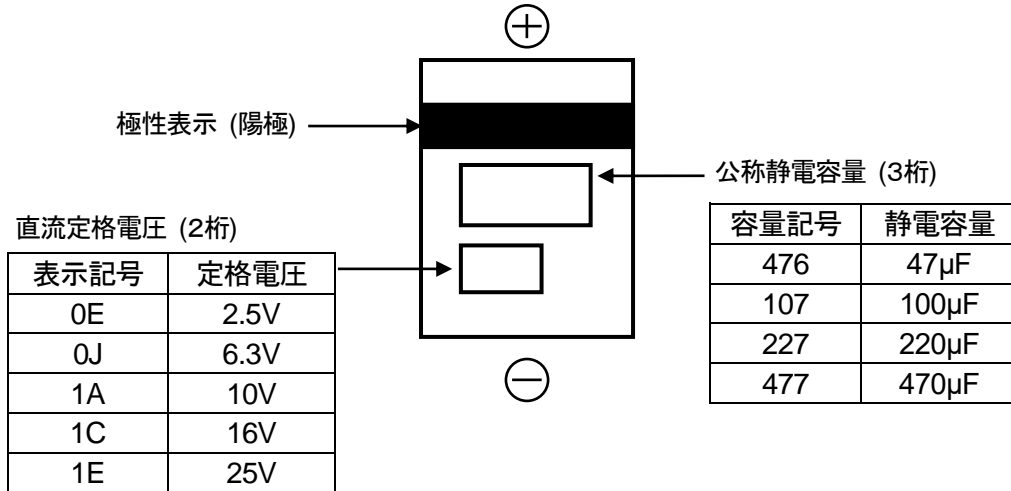 ⊕
極性表示 (陽極)
公称静電容量 (3桁)
容量記号 静電容量
476 47µF
107 100µF
227 220µF
477 470µF
直流定格電圧 (2桁)
表示記号 定格電圧
0E 2.5V
0J 6.3V
1A 10V
1C 16V
1E 25V
⊖